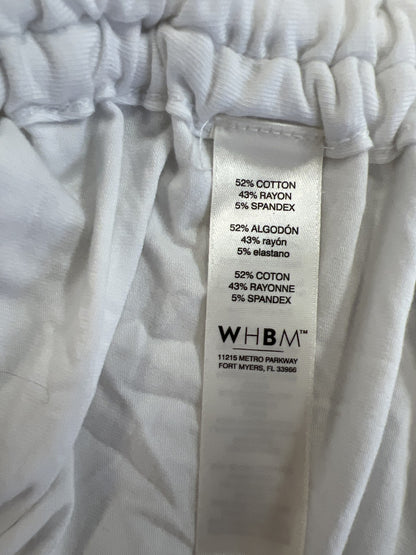 52% COTTON
43% RAYON
5% SPANDEX
52% ALGODÓN
43% rayón
5% elastano
52% COTON
43% RAYONNE
5% SPANDEX
WHBM™
11215 METRO PARKWAY
FORT MYERS, FL 33966